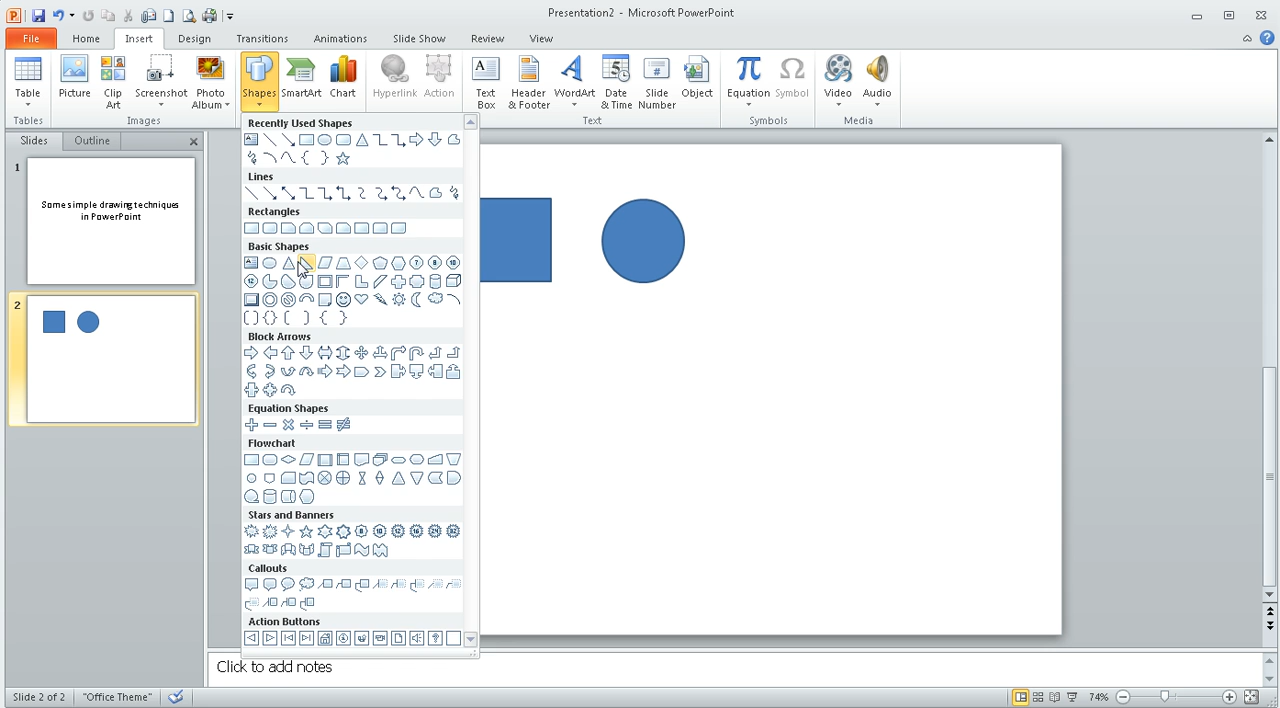 Presentation2 - Microsoft PowerPoint
File Home Insert Design Transitions Animations Slide Show Review View
Table Picture Clip Art Screenshot Photo Album Shapes SmartArt Chart Hyperlink Action Text Box Header & Footer WordArt Date & Time Slide Number Object Equation Symbol Video Audio
Tables Images Text Symbols Media
Slides Outline
1
Some simple drawing techniques
in PowerPoint
2
Recently Used Shapes
Lines
Rectangles
Basic Shapes
Block Arrows
Equation Shapes
Flowchart
Stars and Banners
Callouts
Action Buttons
Click to add notes
Slide 2 of 2 "Office Theme" 74%